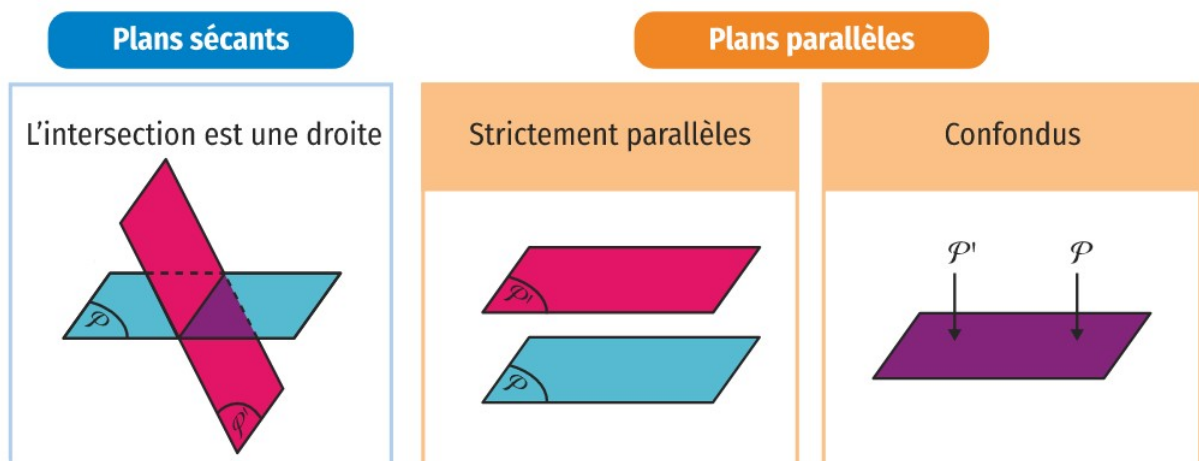 Plans sécants
L'intersection est une droite
𝒫
𝒫'
Plans parallèles
Strictement parallèles
𝒫'
𝒫
Confondus
𝒫' 𝒫